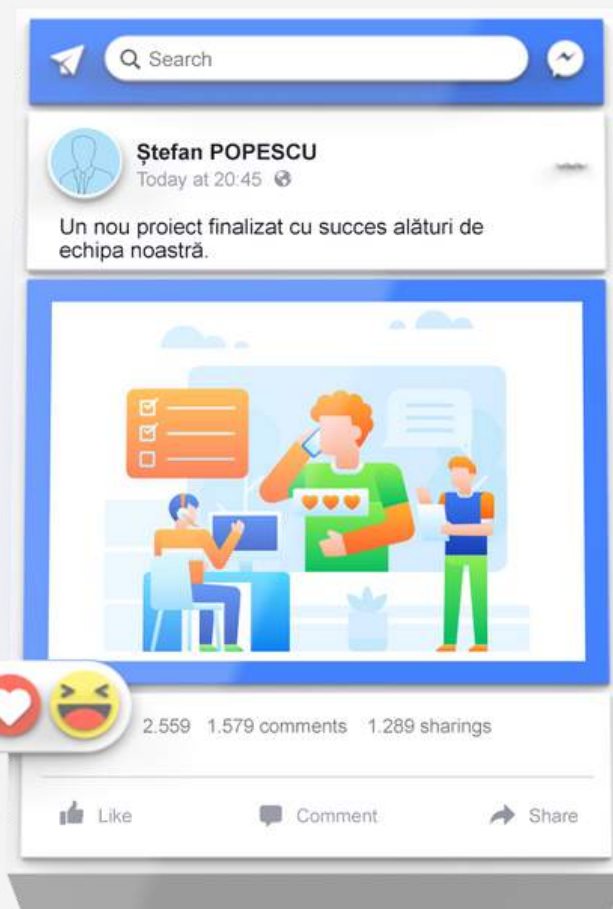 Search
Ștefan POPESCU
Today at 20:45
Un nou proiect finalizat cu succes alături de
echipa noastră.
2.559 1.579 comments 1.289 sharings
Like Comment Share